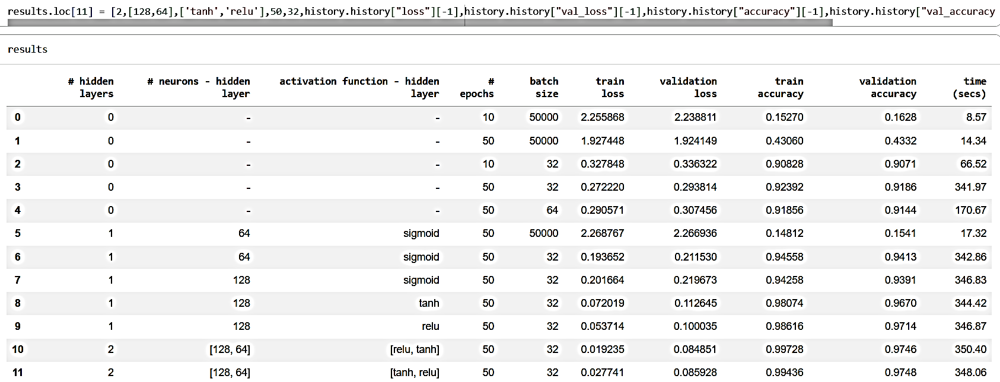 results.loc[11] = [2,[128,64],['tanh','relu'],50,32,history.history["loss"][-1],history.history["val_loss"][-1],history.history["accuracy"][-1],history.history["val_accuracy
results
# hidden layers # neurons - hidden layer activation function - hidden layer # epochs batch size train loss validation loss train accuracy validation accuracy time (secs)
0 0 - - 10 50000 2.255868 2.238811 0.15270 0.1628 8.57
1 0 - - 50 50000 1.927448 1.924149 0.43060 0.4332 14.34
2 0 - - 10 32 0.327848 0.336322 0.90828 0.9071 66.52
3 0 - - 50 32 0.272220 0.293814 0.92392 0.9186 341.97
4 0 - - 50 64 0.290571 0.307456 0.91856 0.9144 170.67
5 1 64 sigmoid 50 50000 2.268767 2.266936 0.14812 0.1541 17.32
6 1 64 sigmoid 50 32 0.193652 0.211530 0.94558 0.9413 342.86
7 1 128 sigmoid 50 32 0.201664 0.219673 0.94258 0.9391 346.83
8 1 128 tanh 50 32 0.072019 0.112645 0.98074 0.9670 344.42
9 1 128 relu 50 32 0.053714 0.100035 0.98616 0.9714 346.87
10 2 [128, 64] [relu, tanh] 50 32 0.019235 0.084851 0.99728 0.9746 350.40
11 2 [128, 64] [tanh, relu] 50 32 0.027741 0.085928 0.99436 0.9748 348.06